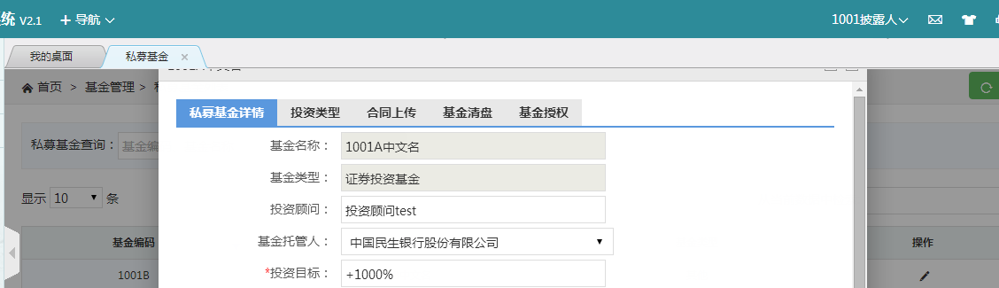 统 V2.1 + 导航 1001披露人
我的桌面 私募基金 ×
首页 > 基金管理 >
私募基金详情 投资类型 合同上传 基金清盘 基金授权
私募基金查询： 基金编
基金名称： 1001A中文名
基金类型： 证券投资基金
显示 10 条
投资顾问： 投资顾问test
基金编码 操作
基金托管人： 中国民生银行股份有限公司
1001B
*投资目标： +1000%